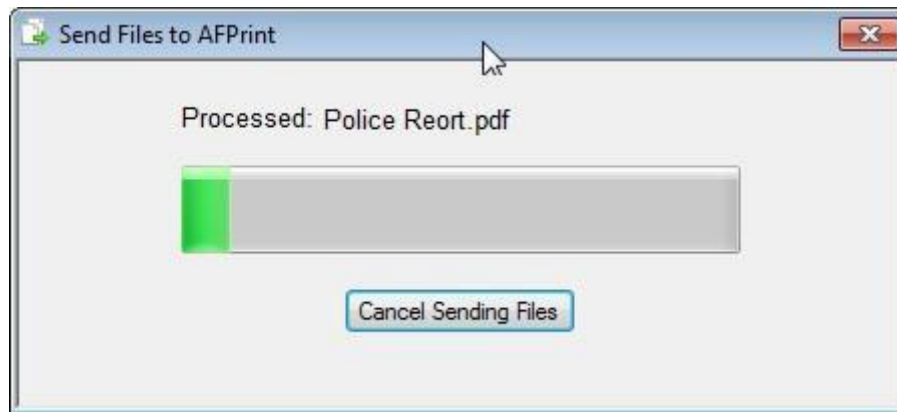 Send Files to AFPrint
Processed: Police Reort.pdf
Cancel Sending Files